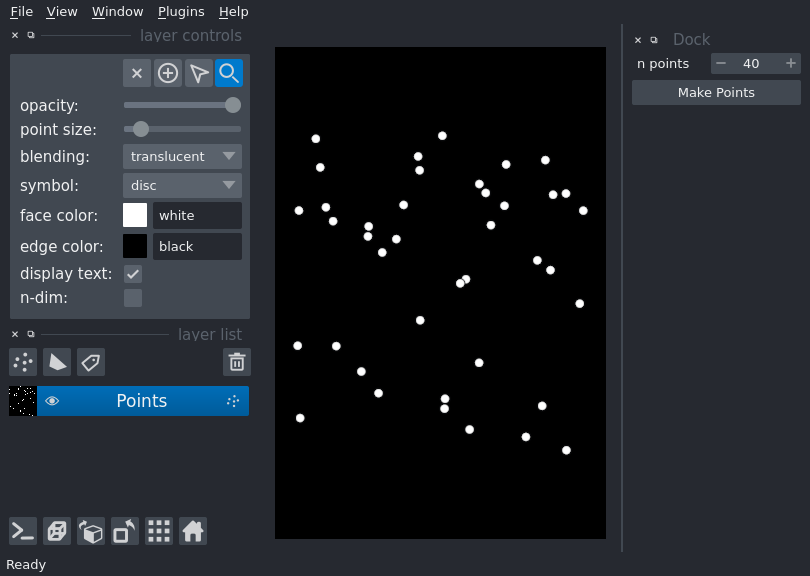 File View Window Plugins Help
layer controls
opacity:
point size:
blending: translucent
symbol: disc
face color: white
edge color: black
display text:
n-dim:
layer list
Points
Ready
Dock
n points 40
Make Points